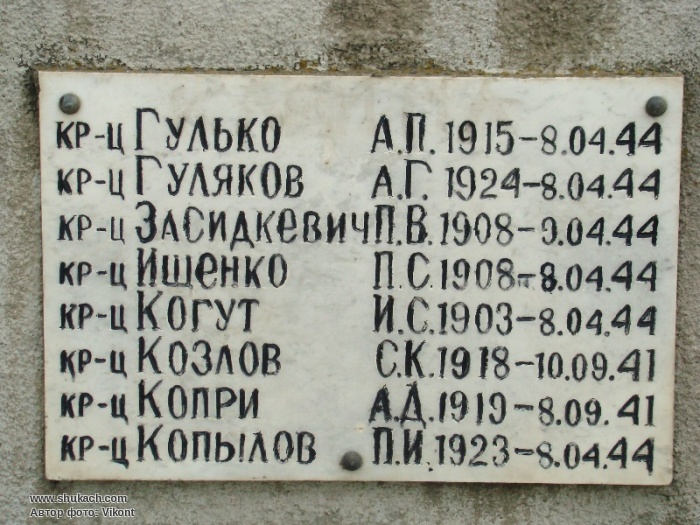 КР-Ц ГУЛЬКО А.П. 1915-8.04.44
КР-Ц ГУЛЯКОВ А.Г. 1924-8.04.44
КР-Ц ЗАСИДКЕВИЧ П.В. 1908-9.04.44
КР-Ц ИЩЕНКО П.С. 1908-8.04.44
КР-Ц КОГУТ И.С. 1903-8.04.44
КР-Ц КОЗЛОВ С.К. 1918-10.09.41
КР-Ц КОПРИ А.Д. 1919-8.09.41
КР-Ц КОПЫЛОВ П.И. 1923-8.04.44
www.shukach.com
Автор фото: Vikont